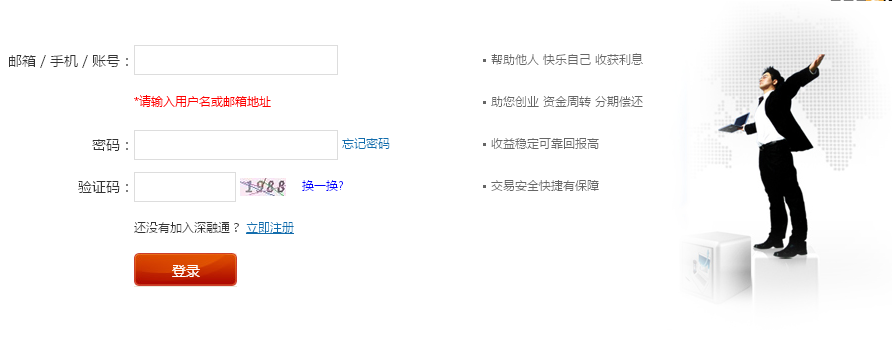 邮箱 / 手机 / 账号：
*请输入用户名或邮箱地址
密码： 忘记密码
验证码： 1988 换一换?
还没有加入深融通？ 立即注册
登录
▪ 帮助他人 快乐自己 收获利息
▪ 助您创业 资金周转 分期偿还
▪ 收益稳定可靠回报高
▪ 交易安全快捷有保障